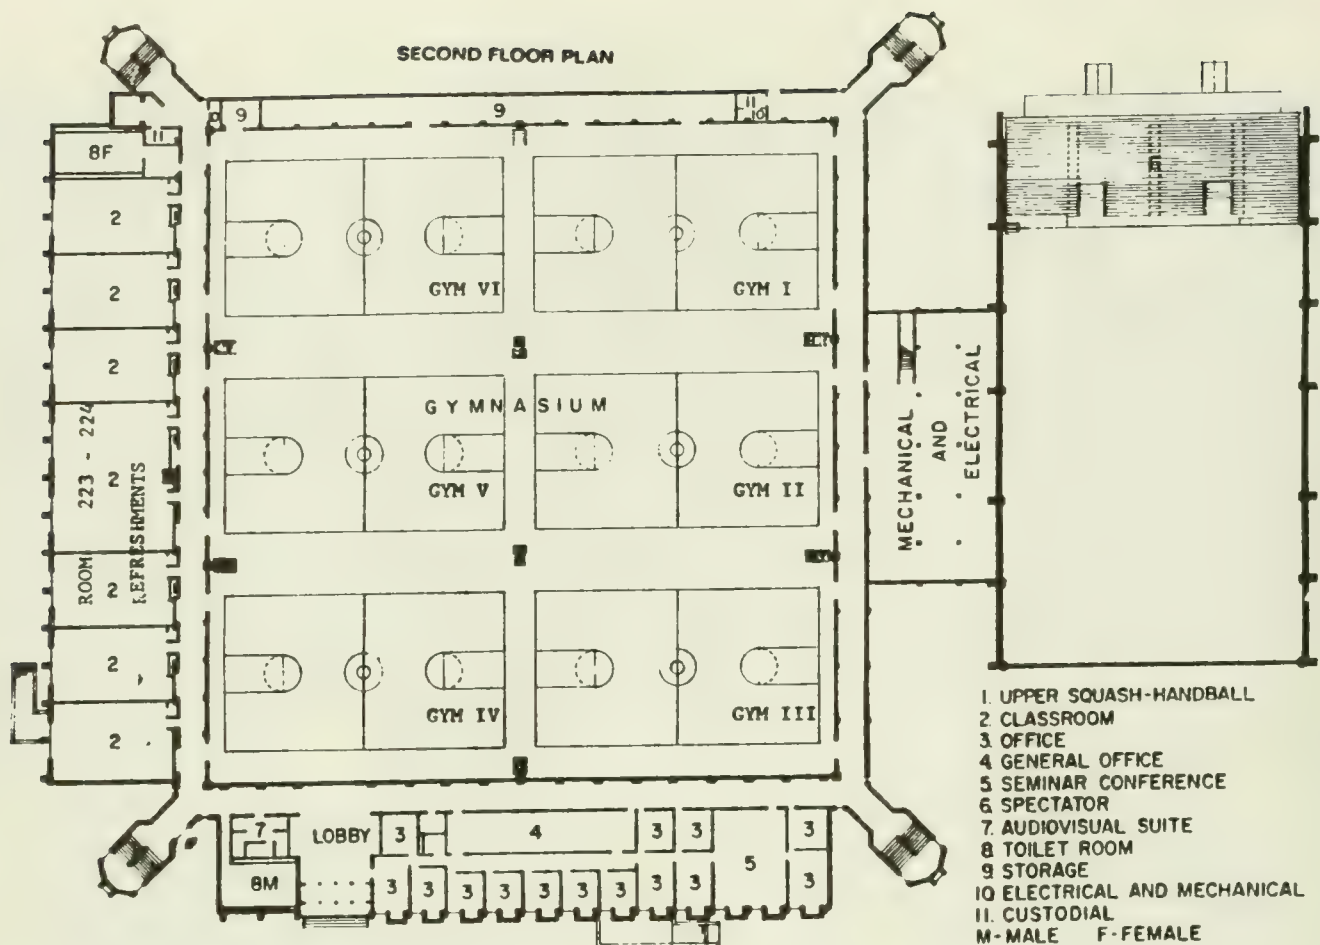 SECOND FLOOR PLAN
9
9
11
10
11
8F
2
2
2
2
2
2
2
ROOM 223 - 224
REFRESHMENTS
GYM VI
GYM I
GYMNASIUM
GYM V
GYM II
GYM IV
GYM III
MECHANICAL
AND
ELECTRICAL
6
7
LOBBY
3
4
3
3
5
3
8M
3
3
3
3
3
3
3
3
3
3
1. UPPER SQUASH-HANDBALL
2. CLASSROOM
3. OFFICE
4 GENERAL OFFICE
5. SEMINAR CONFERENCE
6. SPECTATOR
7. AUDIOVISUAL SUITE
8 TOILET ROOM
9 STORAGE
10 ELECTRICAL AND MECHANICAL
11. CUSTODIAL
M-MALE F-FEMALE